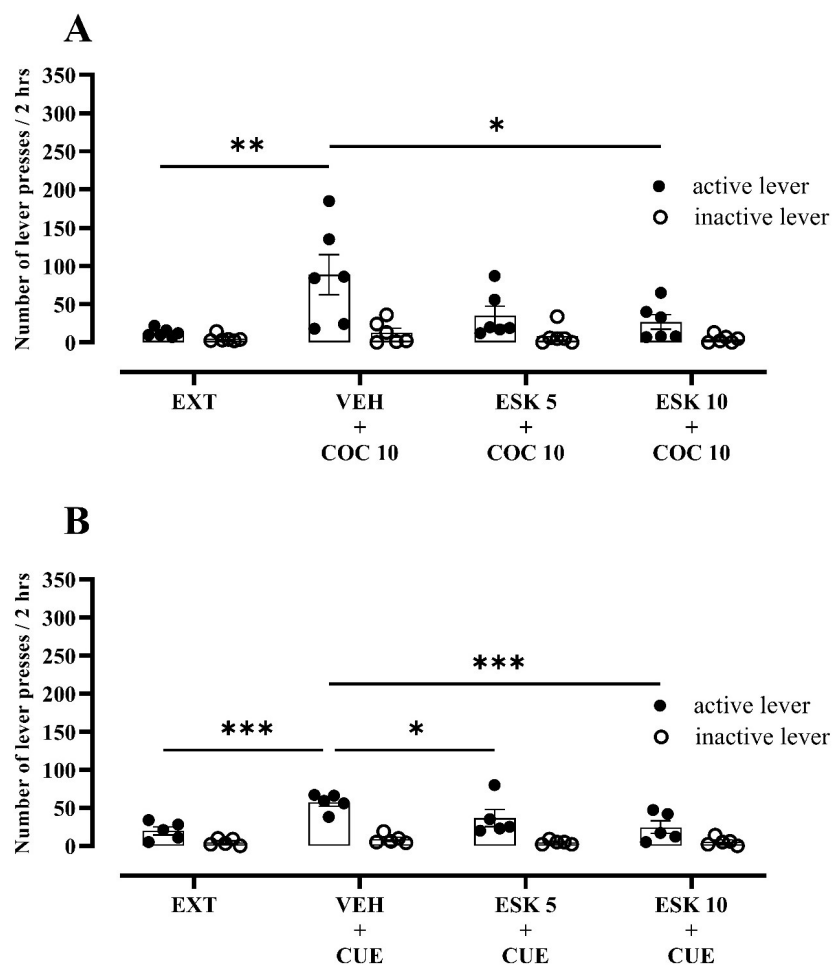 A
Number of lever presses / 2 hrs
350
300
250
200
150
100
50
0
**
*
active lever
inactive lever
EXT
VEH
+
COC 10
ESK 5
+
COC 10
ESK 10
+
COC 10
B
Number of lever presses / 2 hrs
350
300
250
200
150
100
50
0
***
***
*
active lever
inactive lever
EXT
VEH
+
CUE
ESK 5
+
CUE
ESK 10
+
CUE